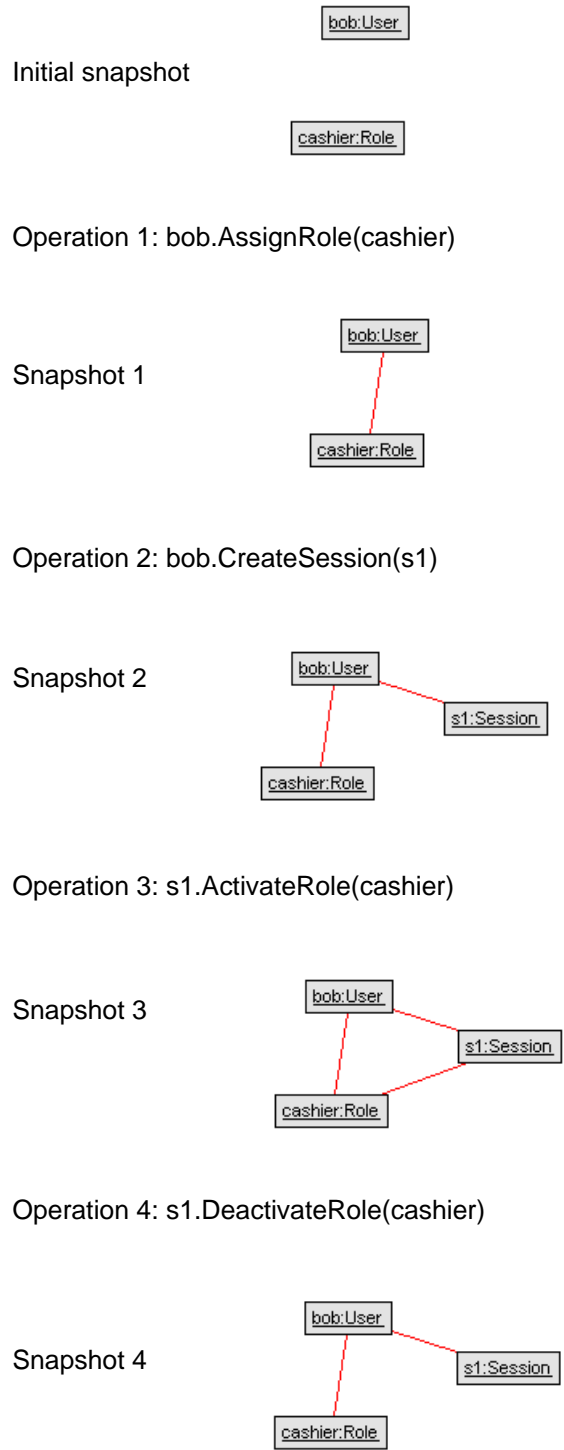 bob:User
Initial snapshot
cashier:Role
Operation 1: bob.AssignRole(cashier)
bob:User
Snapshot 1
cashier:Role
Operation 2: bob.CreateSession(s1)
bob:User
Snapshot 2
s1:Session
cashier:Role
Operation 3: s1.ActivateRole(cashier)
bob:User
Snapshot 3
s1:Session
cashier:Role
Operation 4: s1.DeactivateRole(cashier)
bob:User
Snapshot 4
s1:Session
cashier:Role